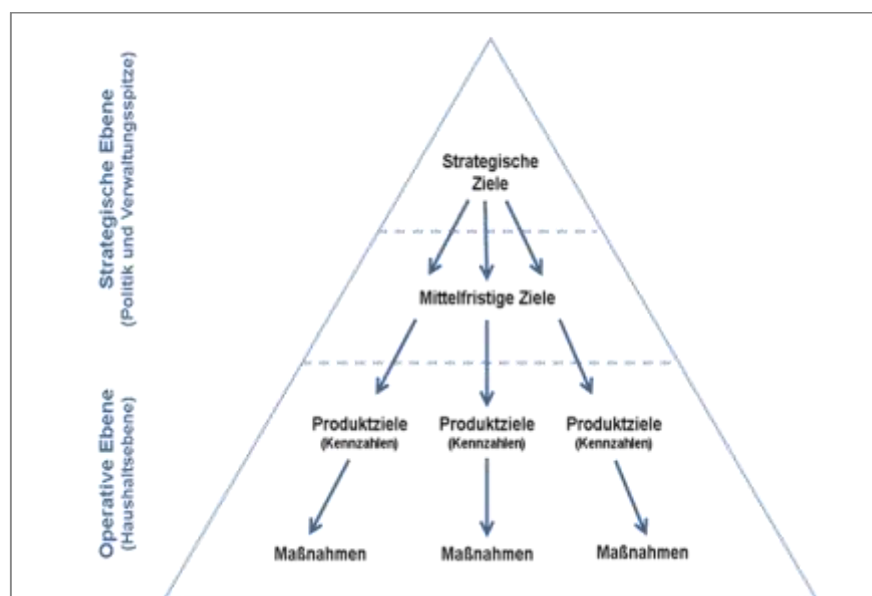 Strategische Ebene
(Politik und Verwaltungsspitze)
Strategische
Ziele
Mittelfristige Ziele
Operative Ebene
(Haushaltsebene)
Produktziele
(Kennzahlen)
Produktziele
(Kennzahlen)
Produktziele
(Kennzahlen)
Maßnahmen
Maßnahmen
Maßnahmen